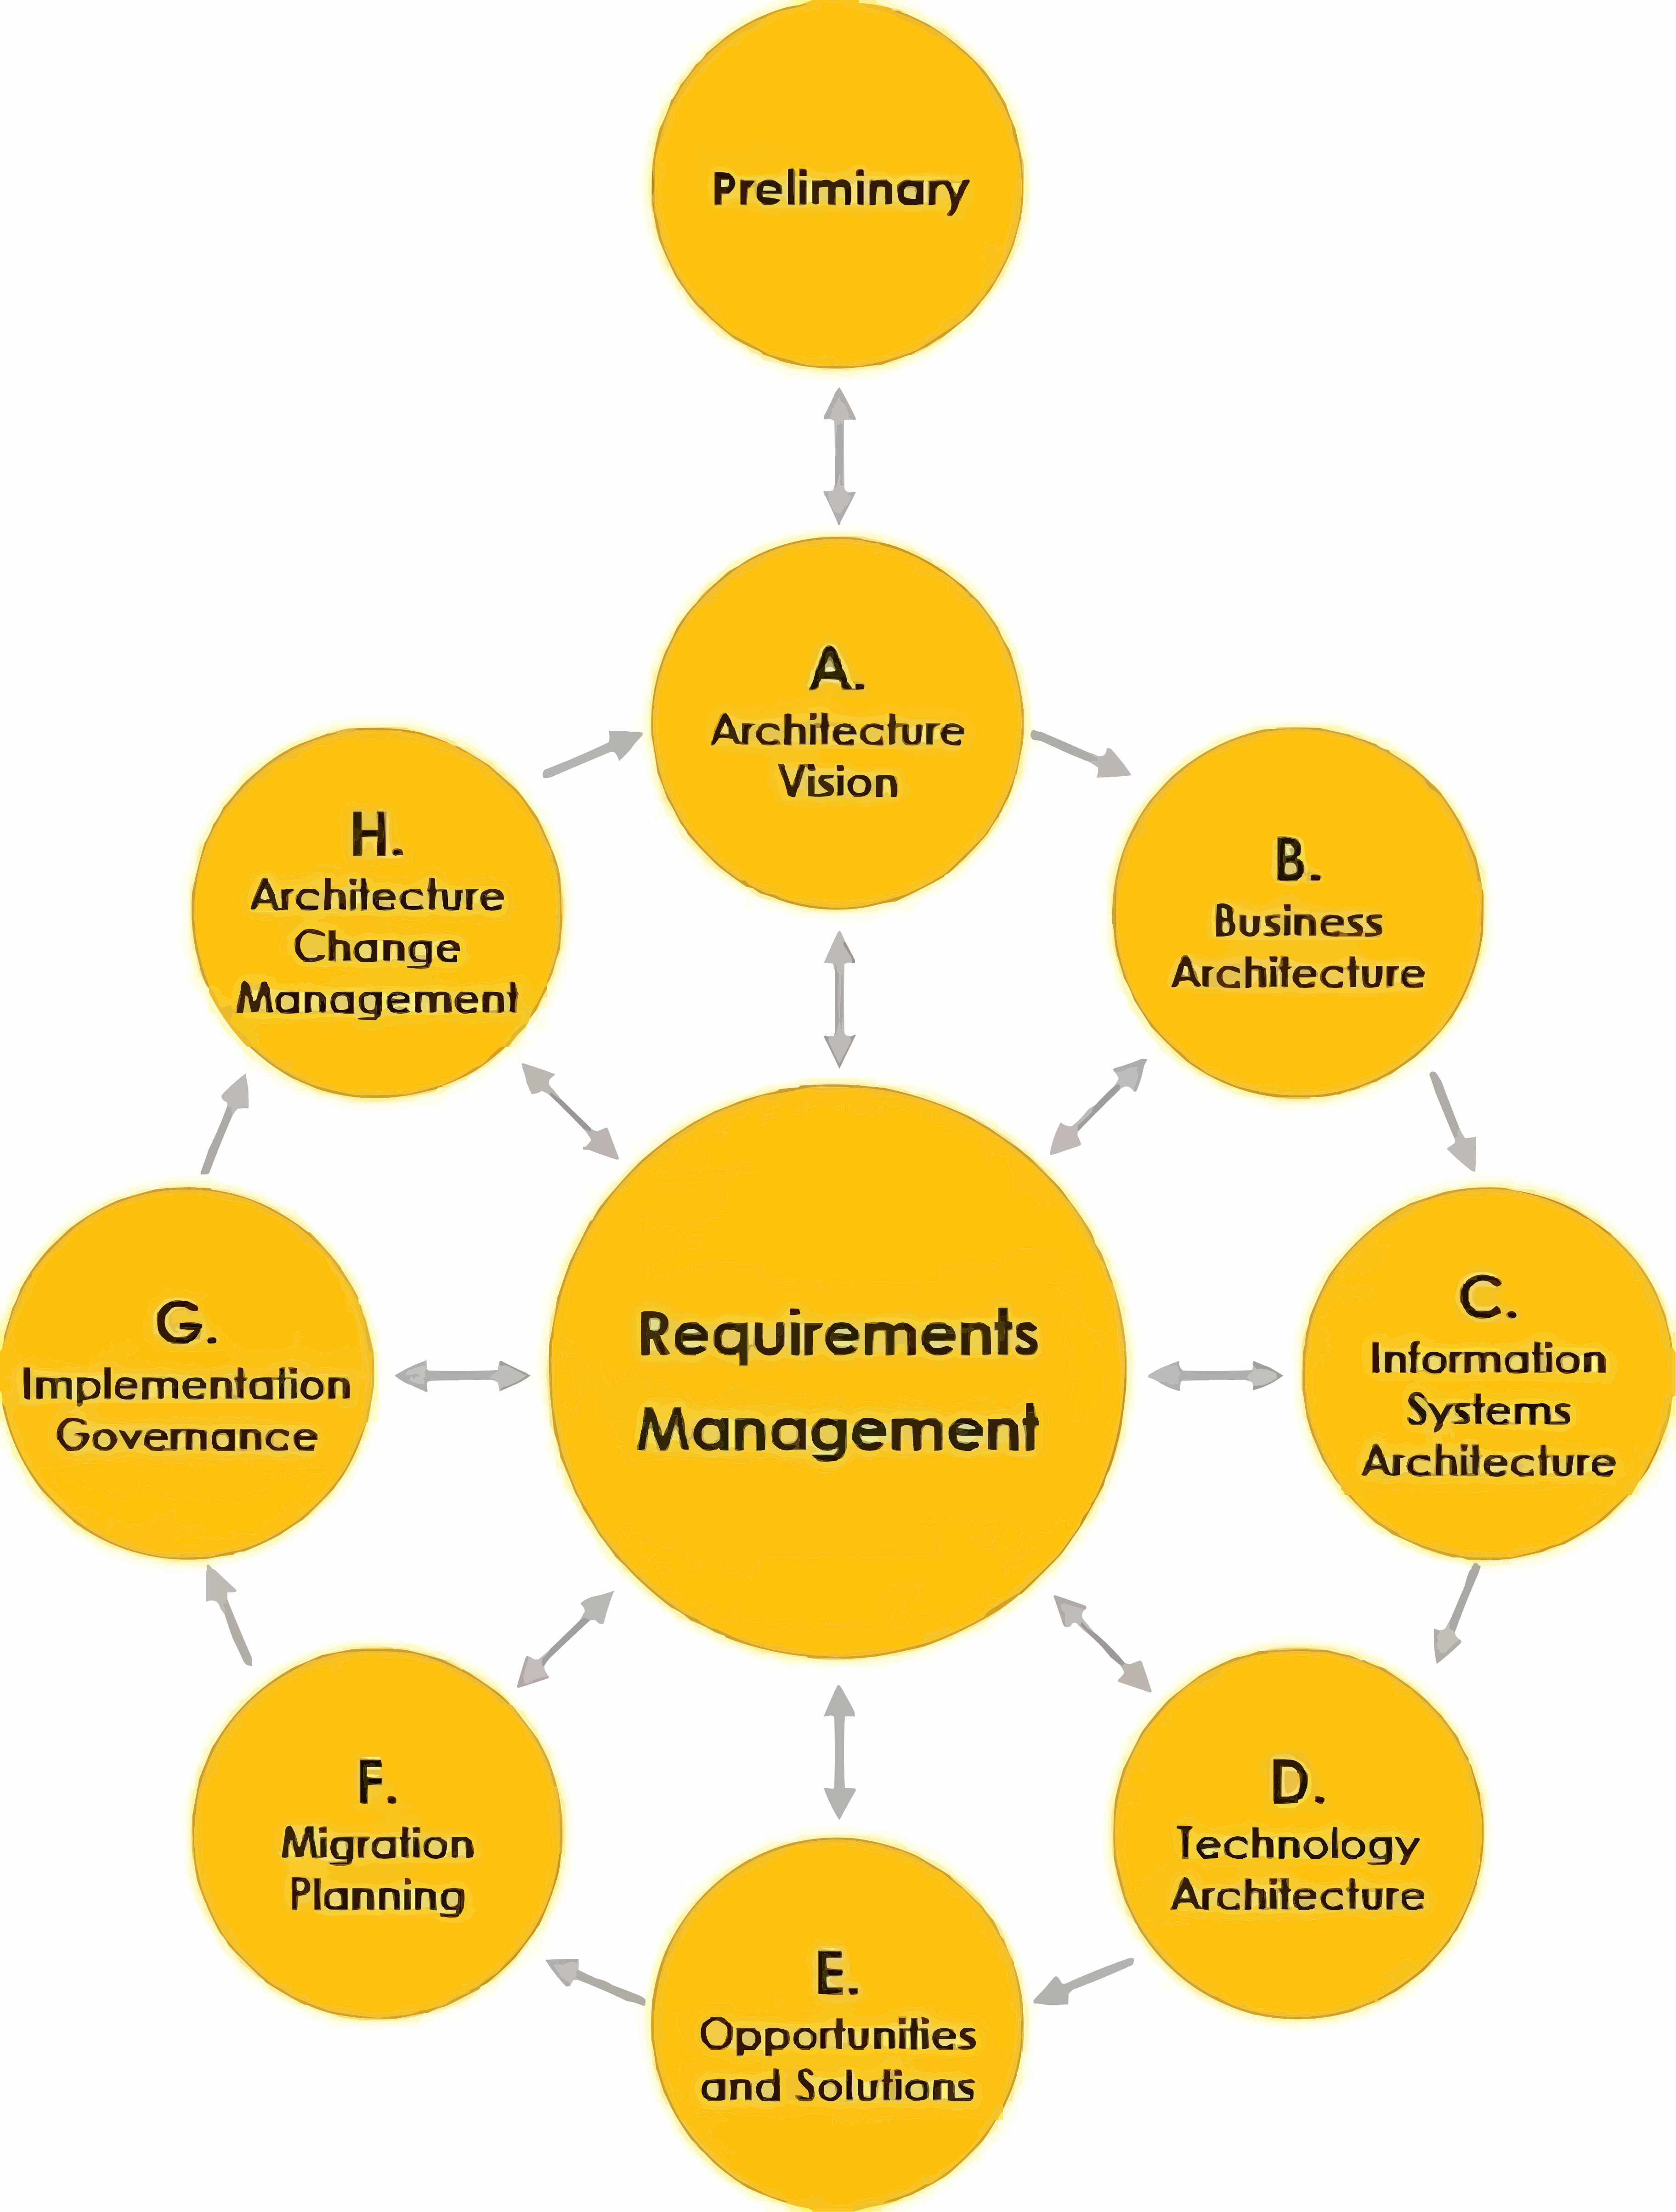 Preliminary
A.
Architecture
Vision
B.
Business
Architecture
C.
Information
Systems
Architecture
D.
Technology
Architecture
E.
Opportunities
and Solutions
F.
Migration
Planning
G.
Implementation
Governance
H.
Architecture
Change
Management
Requirements
Management